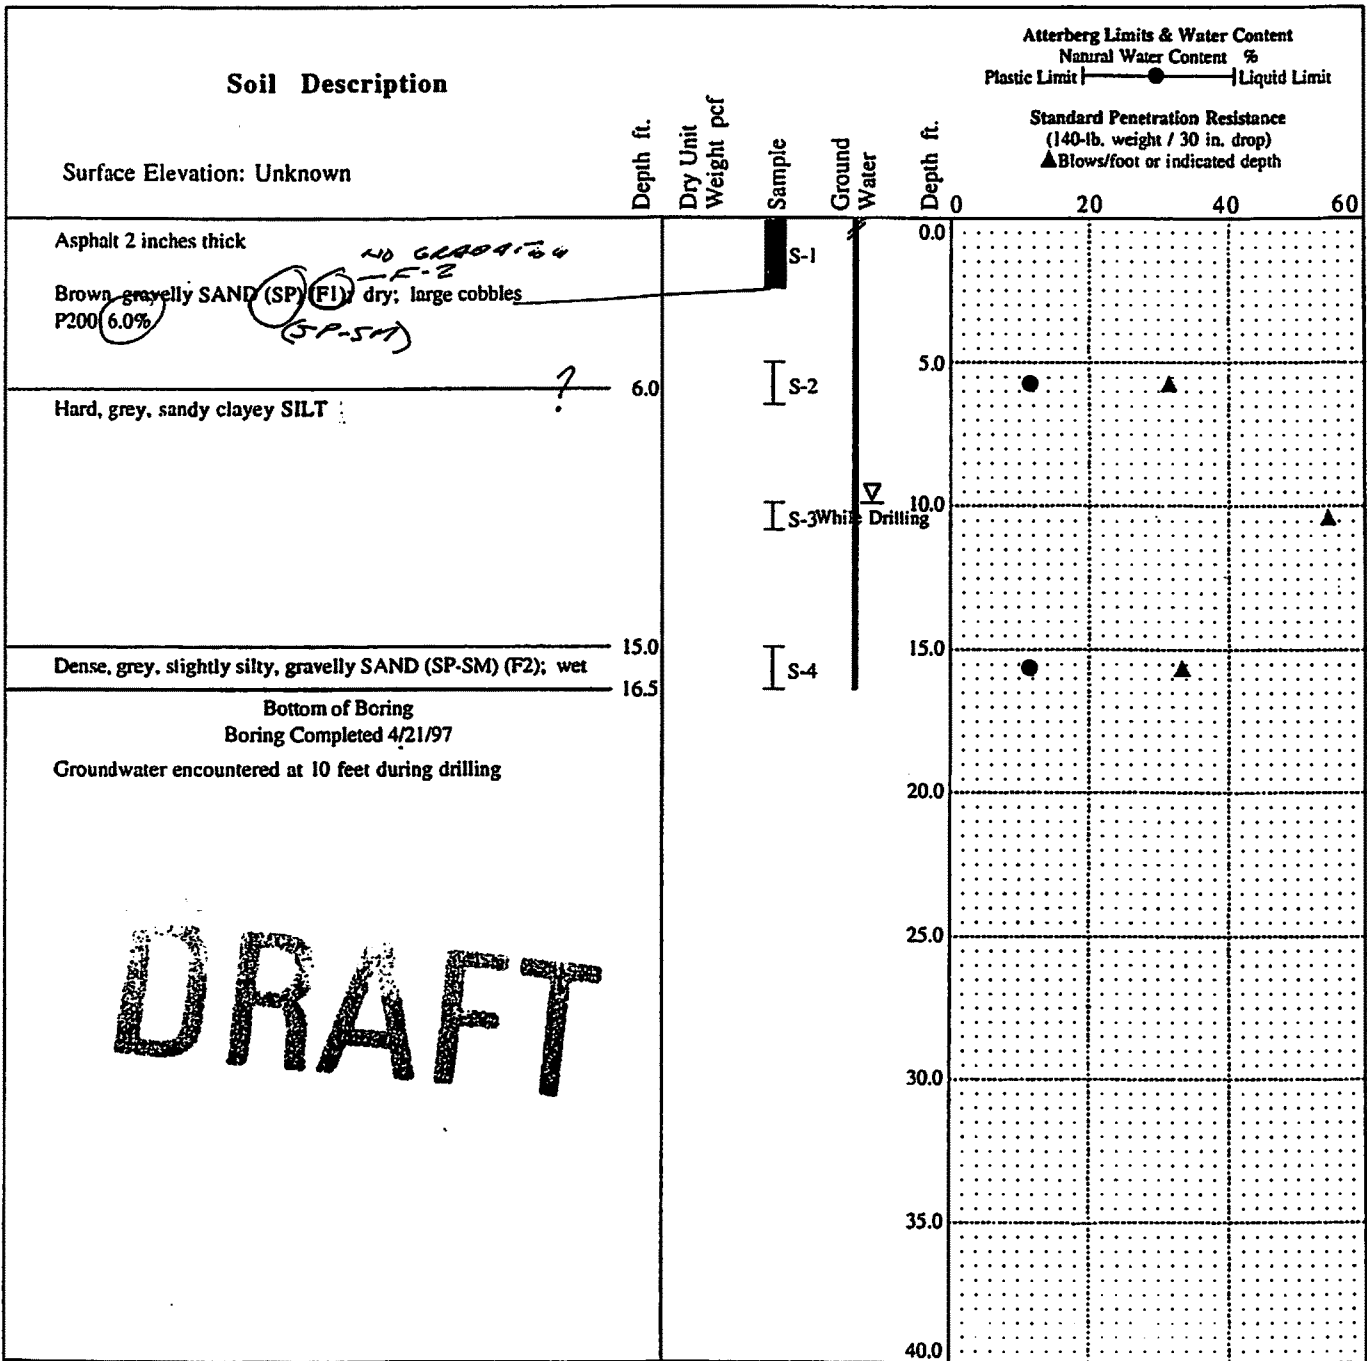 Soil Description
Surface Elevation: Unknown
Depth ft.
Dry Unit
Weight pcf
Sample
Ground
Water
Depth ft.
Atterberg Limits & Water Content
Natural Water Content %
Plastic Limit Liquid Limit
Standard Penetration Resistance
(140-lb. weight / 30 in. drop)
▲Blows/foot or indicated depth
0 20 40 60
Asphalt 2 inches thick
NO GRADATION
F-2
Brown gravelly SAND (SP) (F1); dry; large cobbles
P200 6.0%
(SP-SM)
S-1
0.0
5.0
?
6.0
S-2
Hard, grey, sandy clayey SILT
S-3
While Drilling
10.0
15.0
15.0
Dense, grey, slightly silty, gravelly SAND (SP-SM) (F2); wet
S-4
16.5
Bottom of Boring
Boring Completed 4/21/97
Groundwater encountered at 10 feet during drilling
20.0
25.0
30.0
35.0
40.0
DRAFT